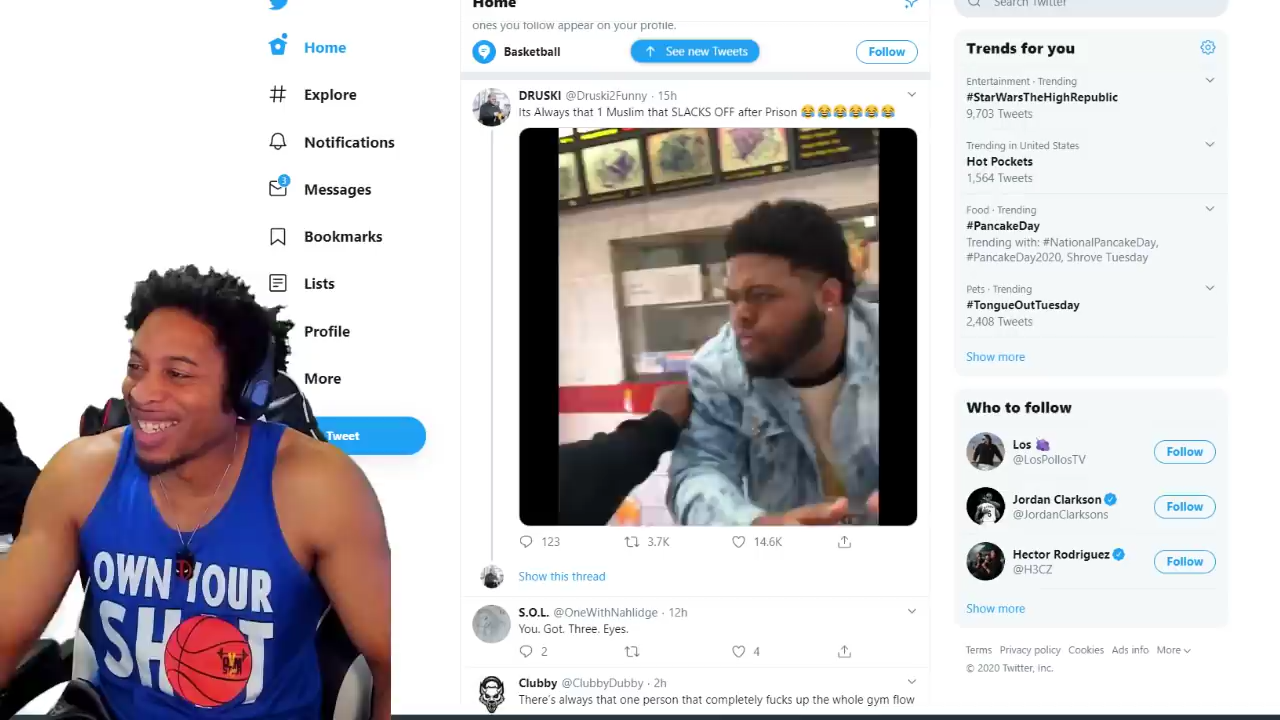 Home
ones you follow appear on your profile.
Basketball
See new Tweets
Follow
Home
Explore
Notifications
3
Messages
Bookmarks
Lists
Profile
More
Tweet
DRUSKI @Druski2Funny · 15h
Its Always that 1 Muslim that SLACKS OFF after Prison 😂😂😂😂😂😂
123
3.7K
14.6K
Show this thread
S.O.L. @OneWithNahlidge · 12h
You. Got. Three. Eyes.
2
4
Clubby @ClubbyDubby · 2h
There's always that one person that completely fucks up the whole gym flow
Search Twitter
Trends for you
Entertainment · Trending
#StarWarsTheHighRepublic
9,703 Tweets
Trending in United States
Hot Pockets
1,564 Tweets
Food · Trending
#PancakeDay
Trending with: #NationalPancakeDay,
#PancakeDay2020, Shrove Tuesday
Pets · Trending
#TongueOutTuesday
2,408 Tweets
Show more
Who to follow
Los 🍇
@LosPollosTV
Follow
Jordan Clarkson
@JordanClarksons
Follow
Hector Rodriguez
@H3CZ
Follow
Show more
Terms Privacy policy Cookies Ads info More
© 2020 Twitter, Inc.
OWN YOUR
SHOT